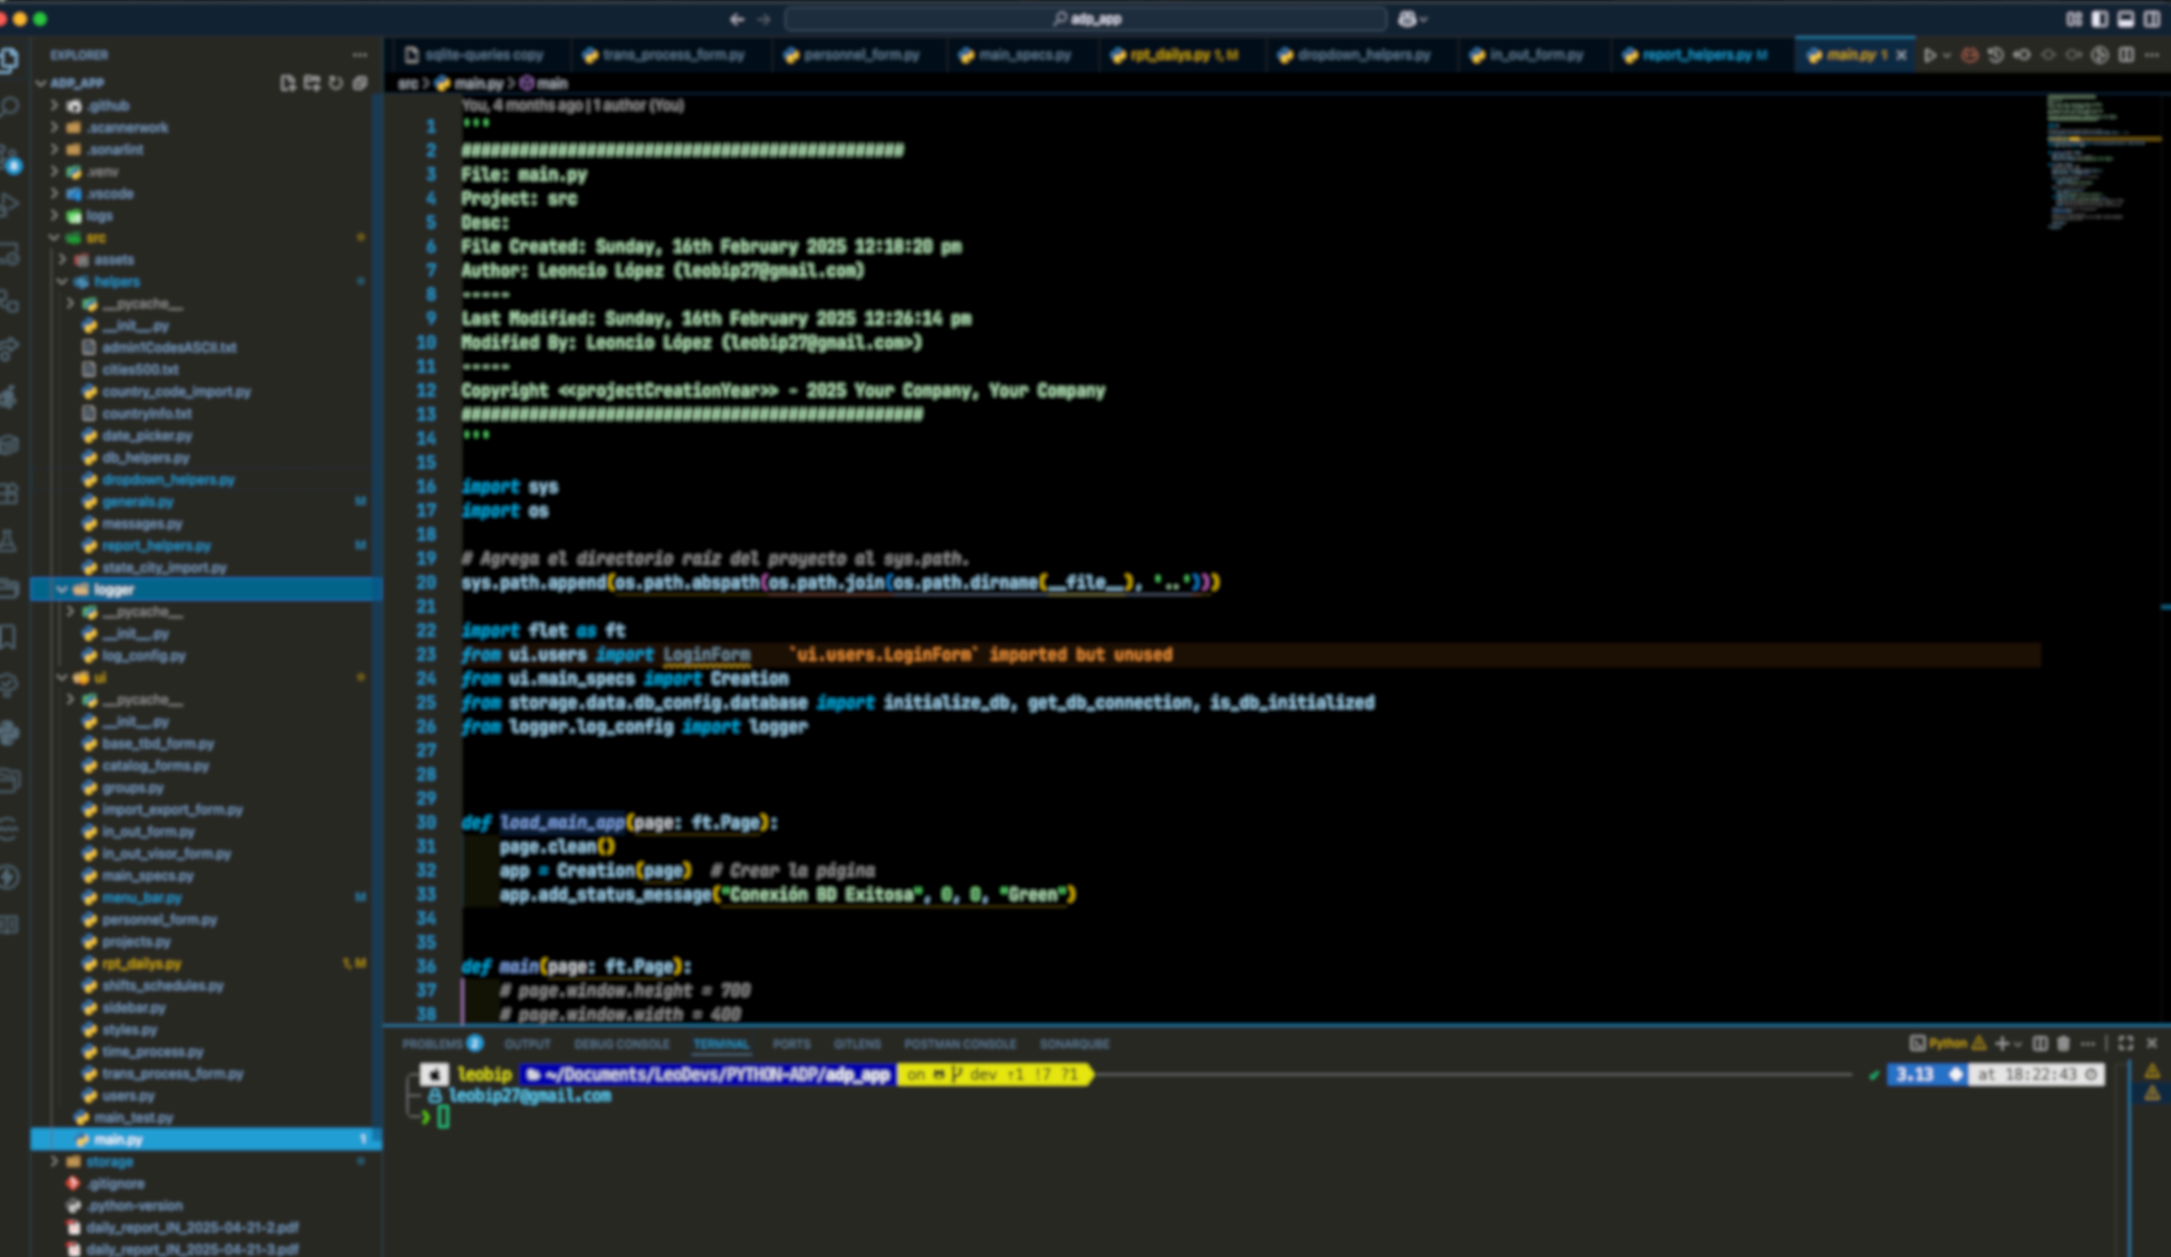 adp_app
EXPLORER
ADP_APP
.github
.scannerwork
.sonarlint
.venv
.vscode
logs
src
assets
helpers
__pycache__
__init__.py
admin1CodesASCII.txt
cities500.txt
country_code_import.py
countryInfo.txt
date_picker.py
db_helpers.py
dropdown_helpers.py
generals.py M
messages.py
report_helpers.py M
state_city_import.py
logger
__pycache__
__init__.py
log_config.py
ui
__pycache__
__init__.py
base_tbd_form.py
catalog_forms.py
groups.py
import_export_form.py
in_out_form.py
in_out_visor_form.py
main_specs.py
menu_bar.py M
personnel_form.py
projects.py
rpt_dailys.py 1, M
shifts_schedules.py
sidebar.py
styles.py
time_process.py
trans_process_form.py
users.py
main_test.py
main.py 1
storage
.gitignore
.python-version
daily_report_IN_2025-04-21-2.pdf
daily_report_IN_2025-04-21-3.pdf
sqlite-queries copy trans_process_form.py personnel_form.py main_specs.py rpt_dailys.py 1, M dropdown_helpers.py in_out_form.py report_helpers.py M main.py 1
src > main.py > main
You, 4 months ago | 1 author (You)
1 '''
2 ##############################################
3 File: main.py
4 Project: src
5 Desc:
6 File Created: Sunday, 16th February 2025 12:18:20 pm
7 Author: Leoncio López (leobip27@gmail.com)
8 -----
9 Last Modified: Sunday, 16th February 2025 12:26:14 pm
10 Modified By: Leoncio López (leobip27@gmail.com>)
11 -----
12 Copyright <<projectCreationYear>> - 2025 Your Company, Your Company
13 ################################################
14 '''
15
16 import sys
17 import os
18
19 # Agrega el directorio raíz del proyecto al sys.path.
20 sys.path.append(os.path.abspath(os.path.join(os.path.dirname(__file__), '..')))
21
22 import flet as ft
23 from ui.users import LoginForm `ui.users.LoginForm` imported but unused
24 from ui.main_specs import Creation
25 from storage.data.db_config.database import initialize_db, get_db_connection, is_db_initialized
26 from logger.log_config import logger
27
28
29
30 def load_main_app(page: ft.Page):
31 page.clean()
32 app = Creation(page) # Crear la página
33 app.add_status_message("Conexión BD Exitosa", 0, 0, "Green")
34
35
36 def main(page: ft.Page):
37 # page.window.height = 700
38 # page.window.width = 400
PROBLEMS 2 OUTPUT DEBUG CONSOLE TERMINAL PORTS GITLENS POSTMAN CONSOLE SONARQUBE Python
leobip ~/Documents/LeoDevs/PYTHON-ADP/adp_app on dev ↑1 !7 ?1 3.13 at 18:22:43
leobip27@gmail.com